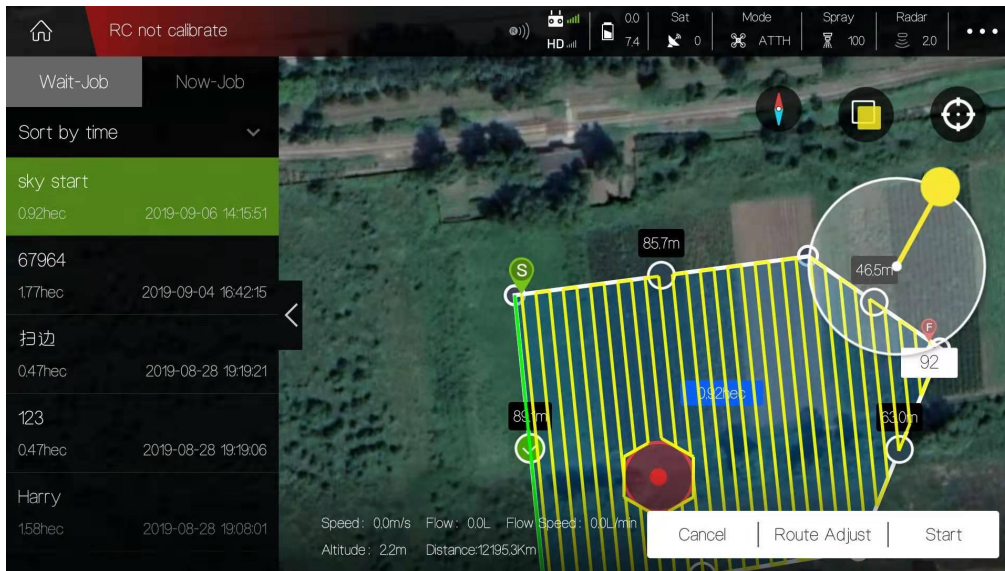 RC not calibrate
HD
0.0
7.4
Sat
0
Mode
ATTH
Spray
100
Radar
2.0
Wait-Job
Now-Job
Sort by time
sky start
0.92hec
2019-09-06 14:15:51
67964
1.77hec
2019-09-04 16:42:15
扫边
0.47hec
2019-08-28 19:19:21
123
0.47hec
2019-08-28 19:19:06
Harry
1.58hec
2019-08-28 19:08:01
S
85.7m
46.5m
F
92
0.92hec
89.1m
63.0m
Speed: 0.0m/s Flow: 0.0L Flow Speed: 0.0L/min
Altitude: 2.2m Distance:12195.3Km
Cancel
Route Adjust
Start